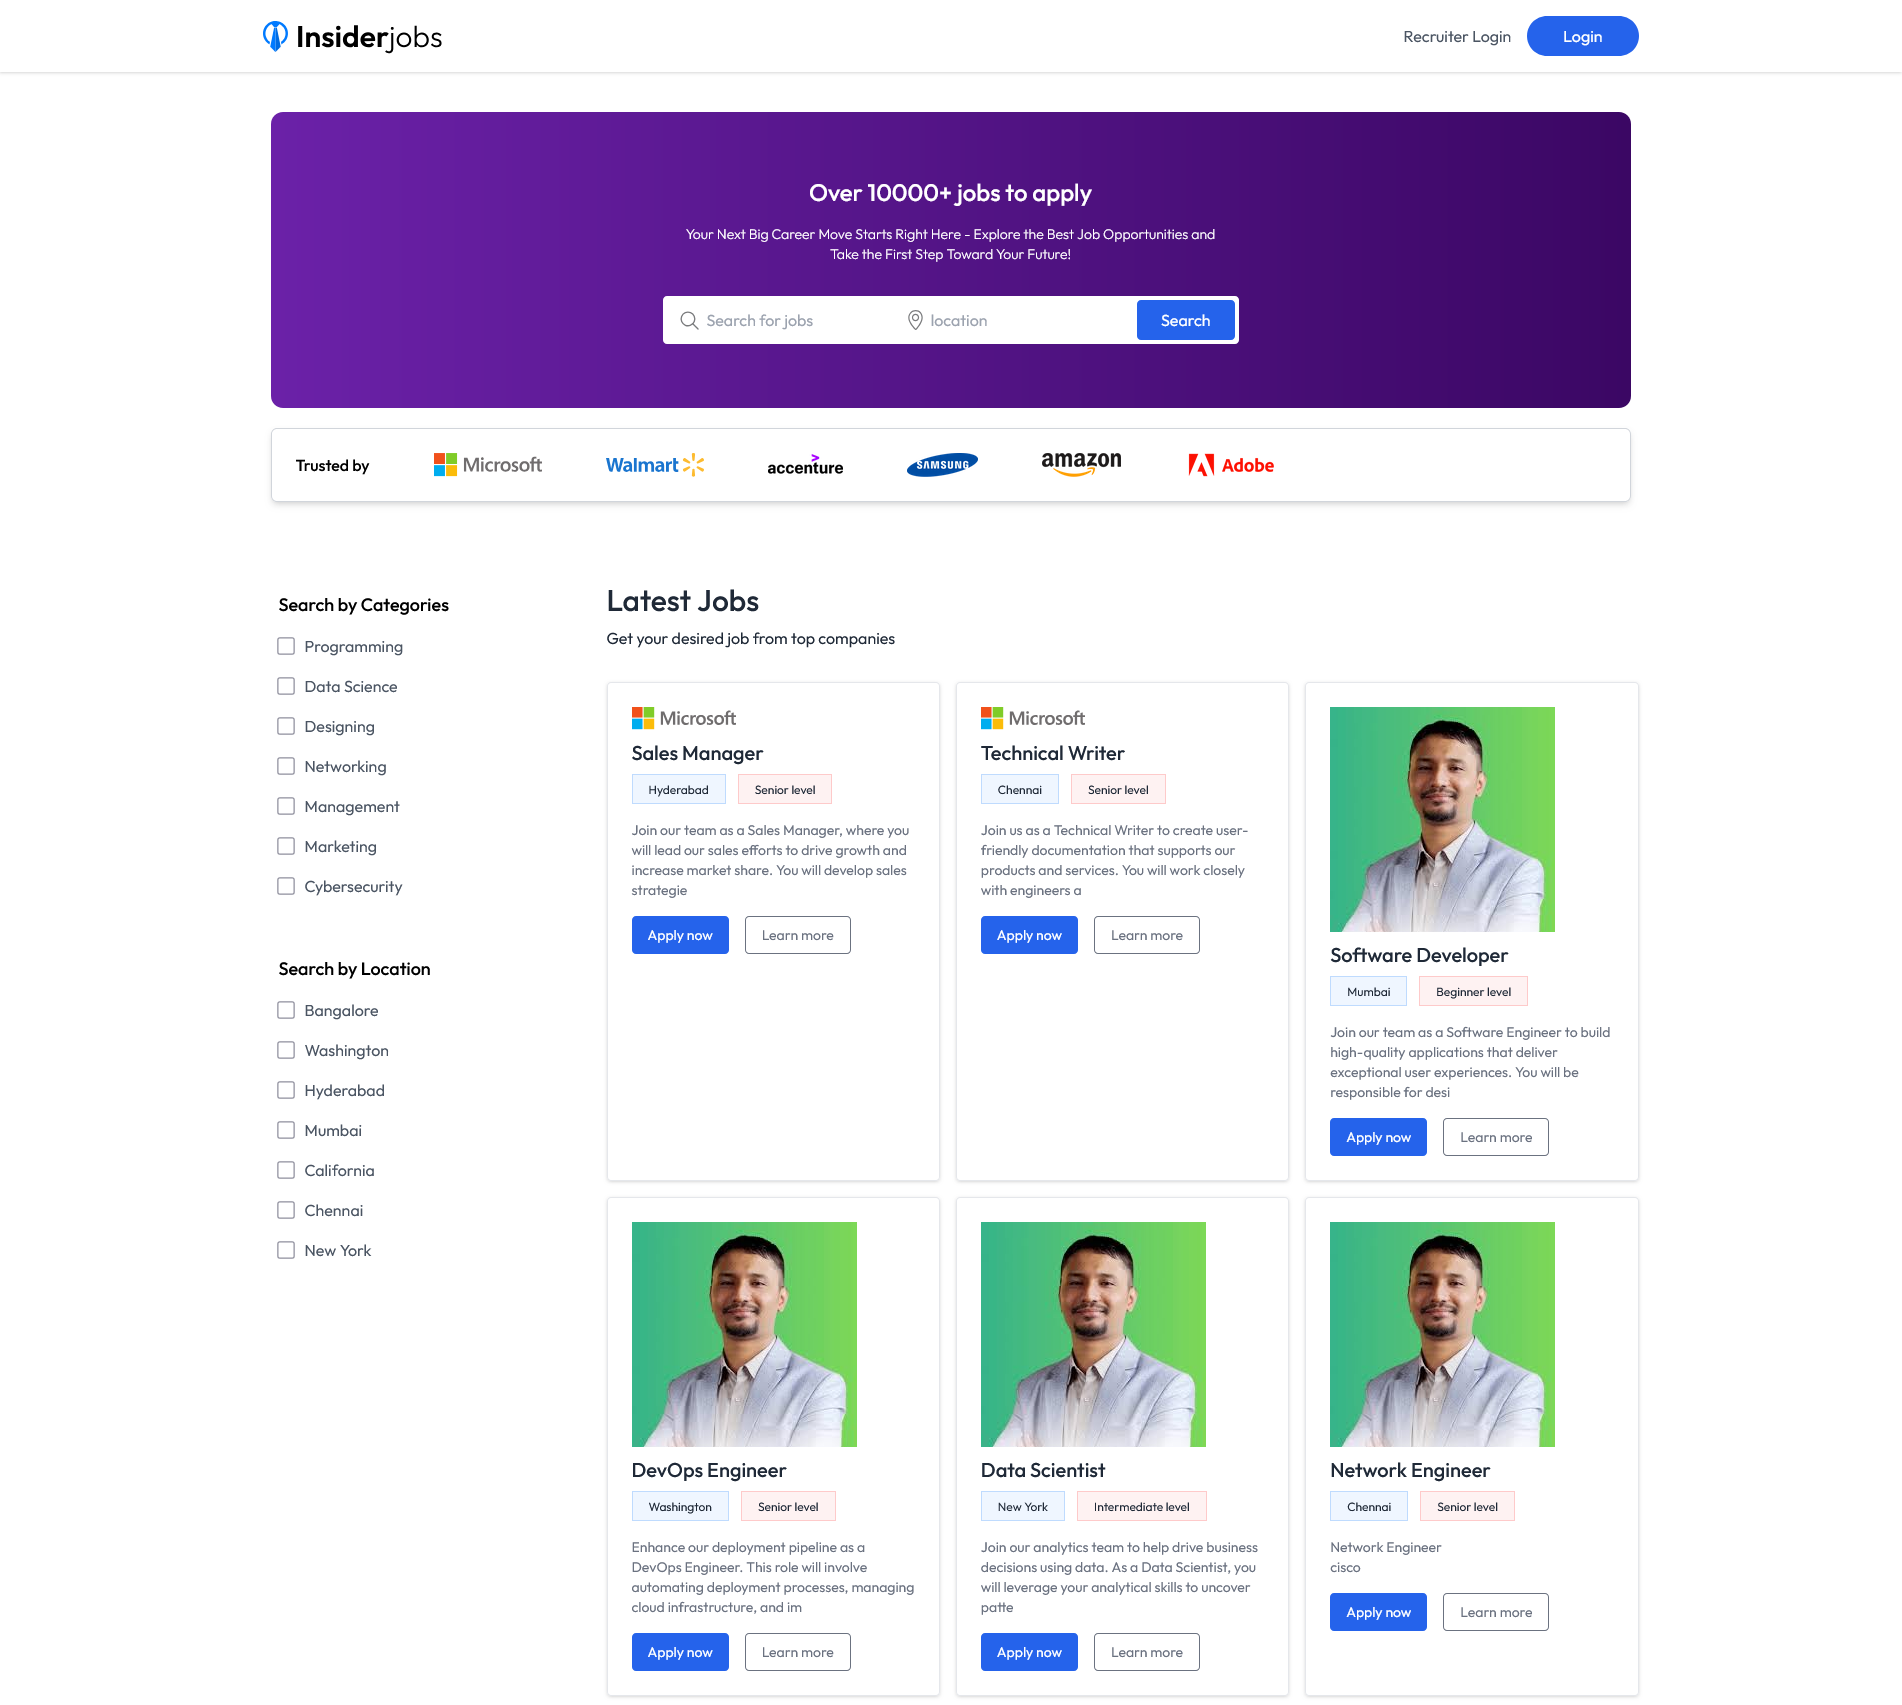 Insiderjobs
Recruiter Login
Login
Over 10000+ jobs to apply
Your Next Big Career Move Starts Right Here - Explore the Best Job Opportunities and
Take the First Step Toward Your Future!
Search for jobs
location
Search
Trusted by
Microsoft
Walmart
accenture
SAMSUNG
amazon
Adobe
Search by Categories
Programming
Data Science
Designing
Networking
Management
Marketing
Cybersecurity
Search by Location
Bangalore
Washington
Hyderabad
Mumbai
California
Chennai
New York
Latest Jobs
Get your desired job from top companies
Microsoft
Sales Manager
Hyderabad
Senior level
Join our team as a Sales Manager, where you
will lead our sales efforts to drive growth and
increase market share. You will develop sales
strategie
Apply now
Learn more
Microsoft
Technical Writer
Chennai
Senior level
Join us as a Technical Writer to create user-
friendly documentation that supports our
products and services. You will work closely
with engineers a
Apply now
Learn more
Software Developer
Mumbai
Beginner level
Join our team as a Software Engineer to build
high-quality applications that deliver
exceptional user experiences. You will be
responsible for desi
Apply now
Learn more
DevOps Engineer
Washington
Senior level
Enhance our deployment pipeline as a
DevOps Engineer. This role will involve
automating deployment processes, managing
cloud infrastructure, and im
Apply now
Learn more
Data Scientist
New York
Intermediate level
Join our analytics team to help drive business
decisions using data. As a Data Scientist, you
will leverage your analytical skills to uncover
patte
Apply now
Learn more
Network Engineer
Chennai
Senior level
Network Engineer
cisco
Apply now
Learn more